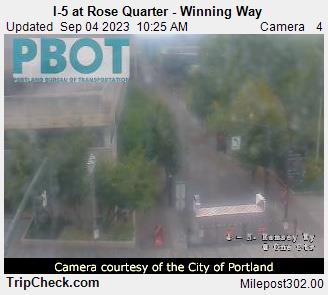 I-5 at Rose Quarter - Winning Way
Updated Sep 04 2023 10:25 AM Camera 4
PBOT
PORTLAND BUREAU OF TRANSPORTATION
Camera courtesy of the City of Portland
TripCheck.com Milepost302.00